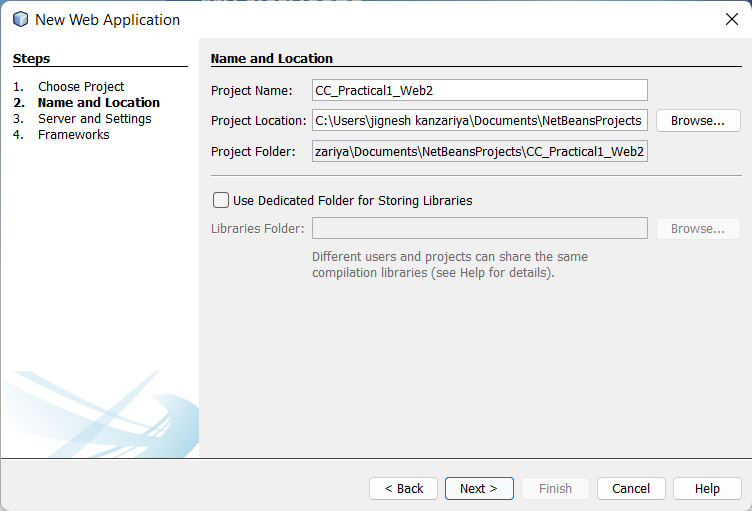 New Web Application
Steps
1. Choose Project
2. Name and Location
3. Server and Settings
4. Frameworks
Name and Location
Project Name: CC_Practical1_Web2
Project Location: C:\Users\jignesh kanzariya\Documents\NetBeansProjects Browse...
Project Folder: zariya\Documents\NetBeansProjects\CC_Practical1_Web2
Use Dedicated Folder for Storing Libraries
Libraries Folder: Browse...
Different users and projects can share the same
compilation libraries (see Help for details).
< Back Next > Finish Cancel Help